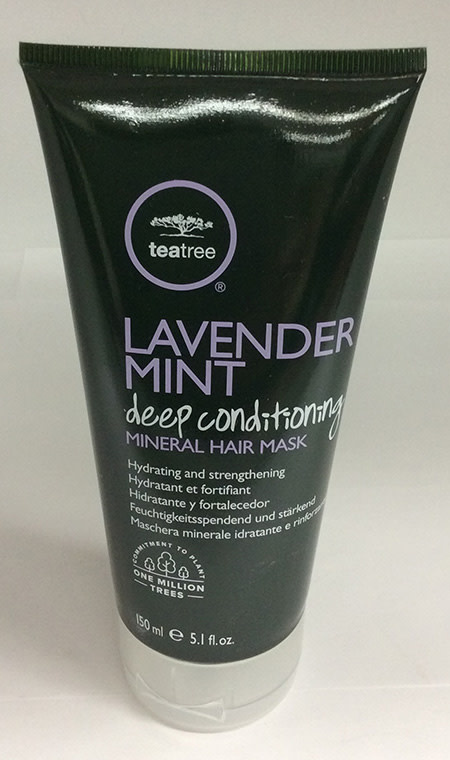 teatree
®
LAVENDER
MINT
deep conditioning
MINERAL HAIR MASK
Hydrating and strengthening
Hydratant et fortifiant
Hidratante y fortalecedor
Feuchtigkeitsspendend und stärkend
Maschera minerale idratante e
COMMITMENT TO PLANT
ONE MILLION
TREES
150 ml e 5.1 fl. oz.